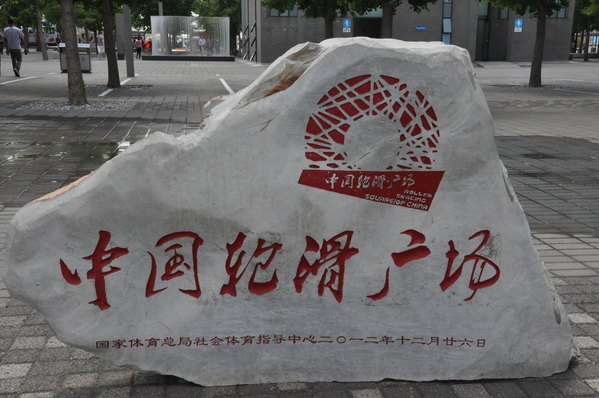 中国轮滑广场
ROLLER
SKATING
SQUARE OF CHINA
中国轮滑广场
国家体育总局社会体育指导中心二〇一二年十二月廿六日